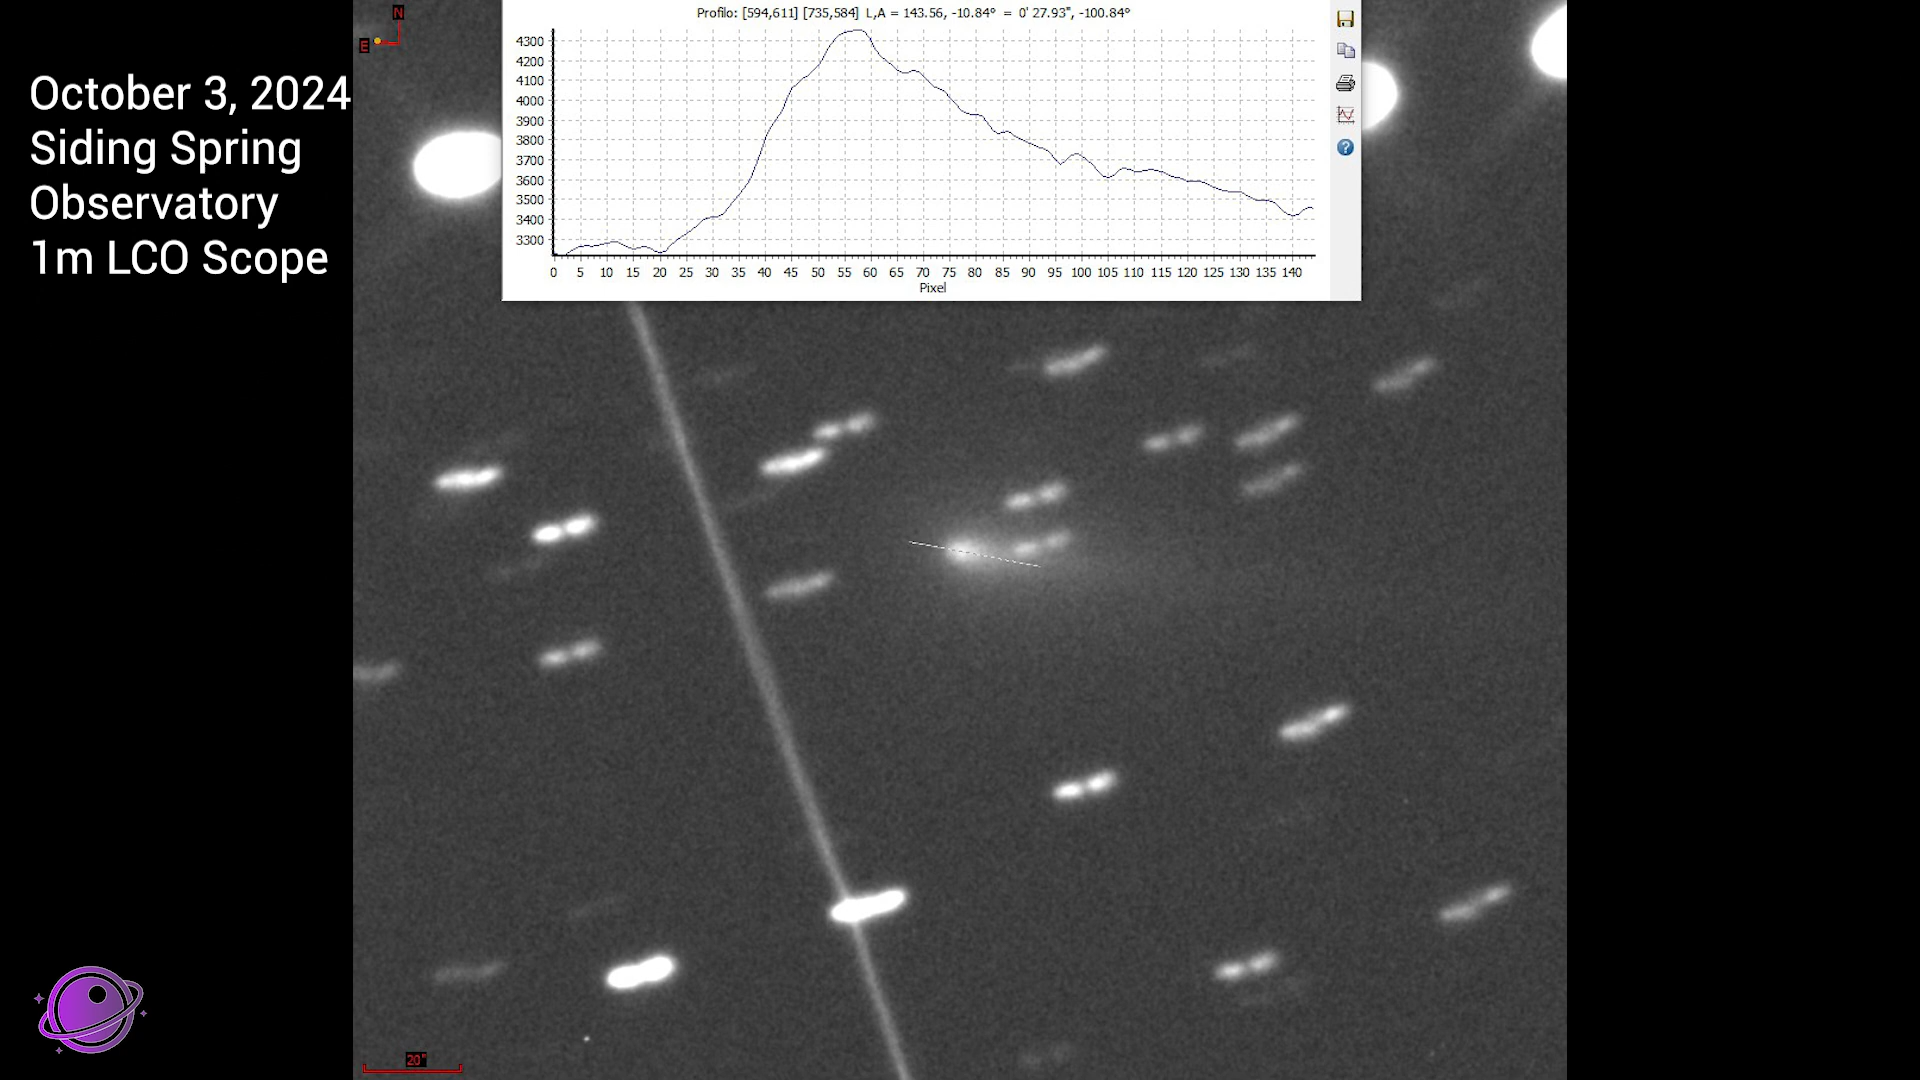 October 3, 2024
Siding Spring
Observatory
1m LCO Scope
N
E
Profilo: [594,611] [735,584] L,A = 143.56, -10.84° = 0' 27.93", -100.84°
4300
4200
4100
4000
3900
3800
3700
3600
3500
3400
3300
0 5 10 15 20 25 30 35 40 45 50 55 60 65 70 75 80 85 90 95 100 105 110 115 120 125 130 135 140
Pixel
?
20"